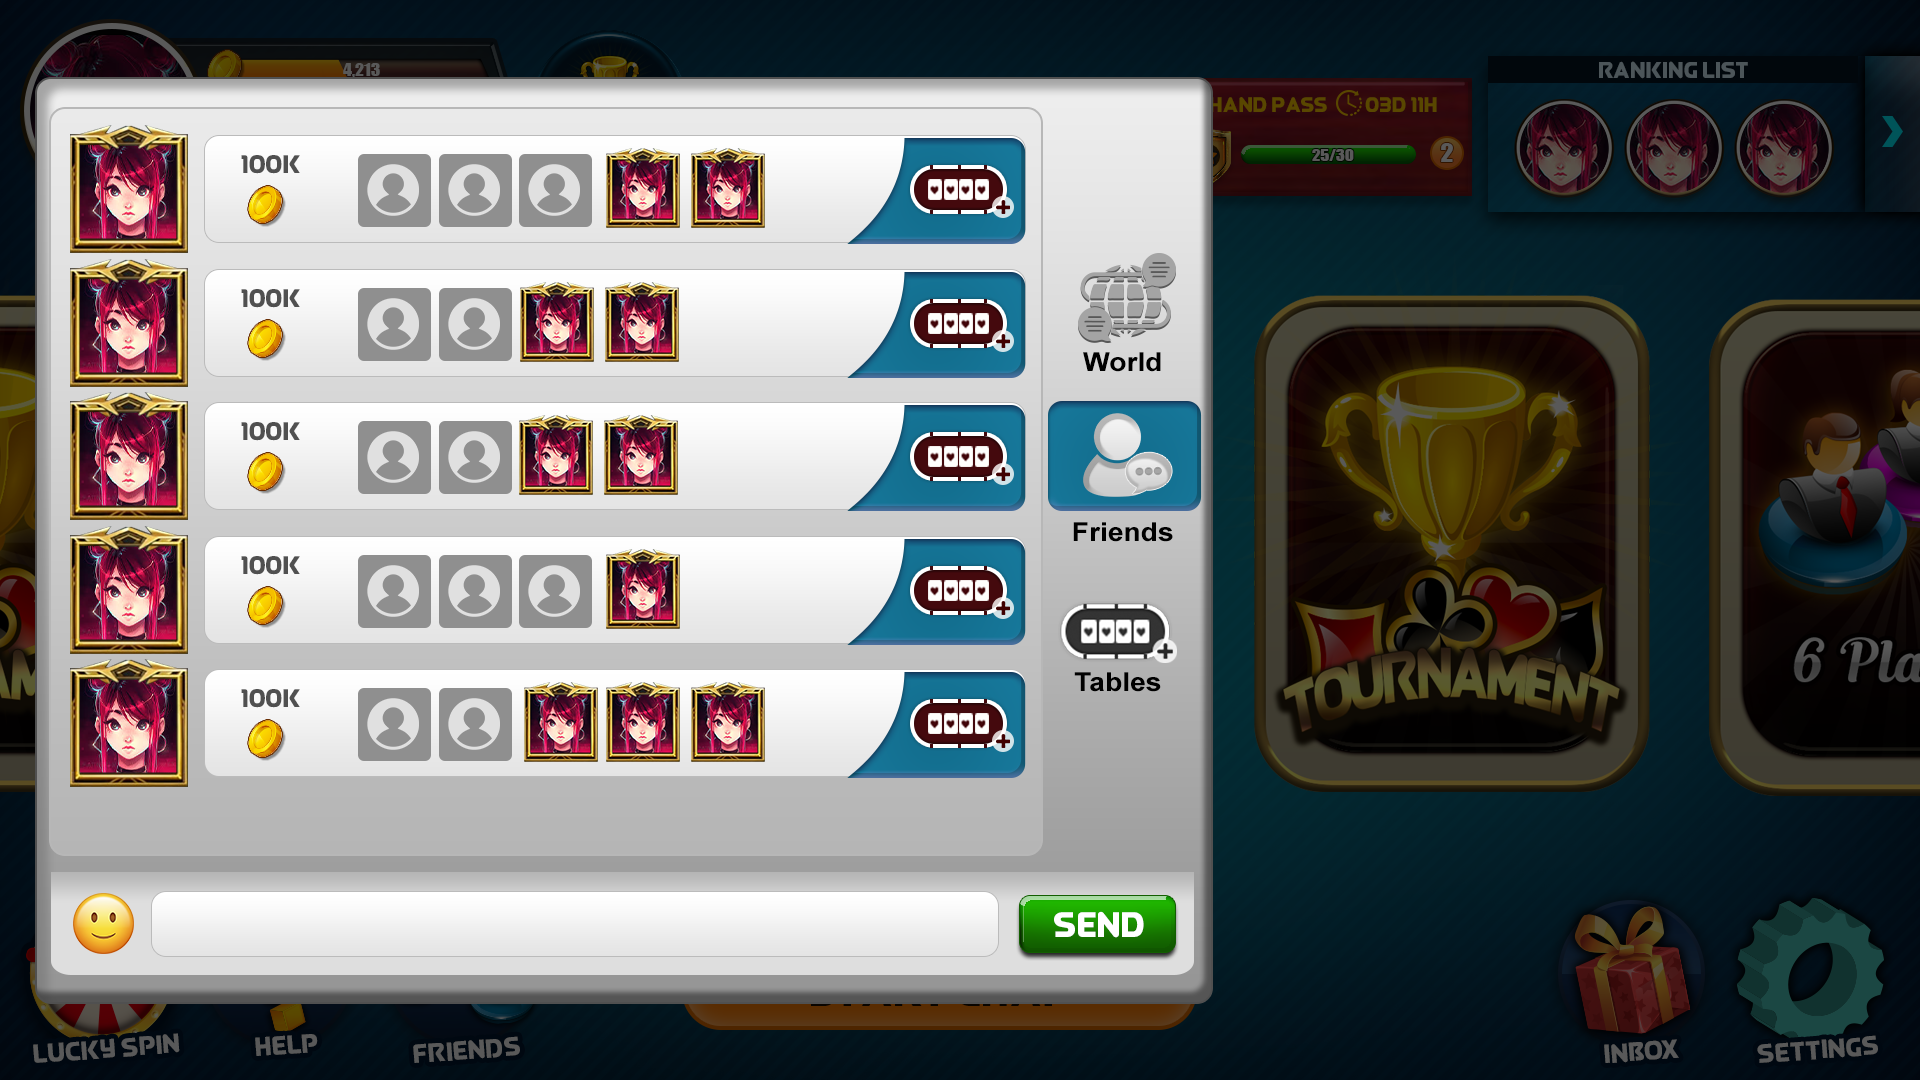 4,213
RANKING LIST
HAND PASS 03D 11H
25/30
2
100K
100K
100K
100K
100K
World
Friends
Tables
TOURNAMENT
6 Pla
SEND
LUCKY SPIN
HELP
FRIENDS
INBOX
SETTINGS